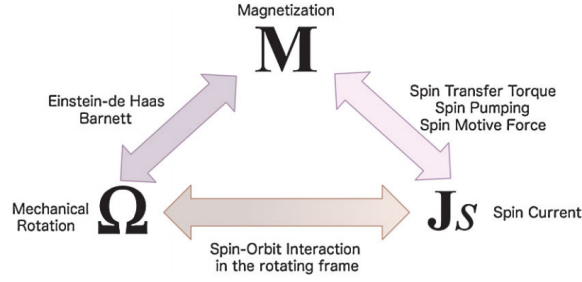 Magnetization
M
Einstein-de Haas
Barnett
Spin Transfer Torque
Spin Pumping
Spin Motive Force
Mechanical
Rotation
Ω
Js
Spin Current
Spin-Orbit Interaction
in the rotating frame